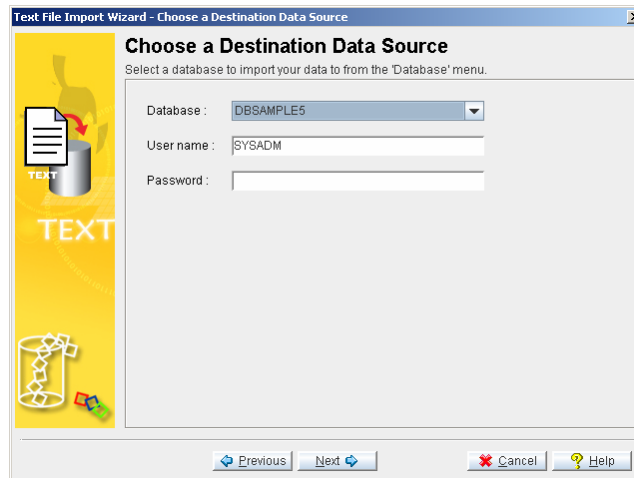 Text File Import Wizard - Choose a Destination Data Source
Choose a Destination Data Source
Select a database to import your data to from the 'Database' menu.
Database : DBSAMPLE5
User name : SYSADM
Password :
TEXT
TEXT
Previous Next Cancel Help